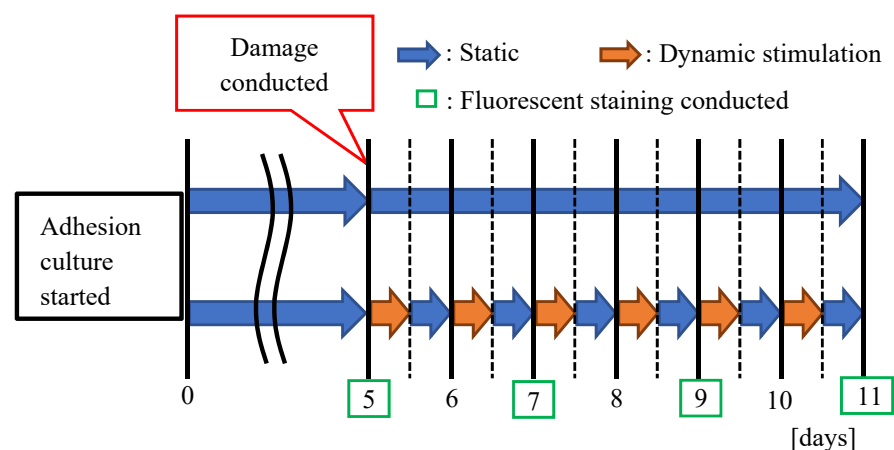 Damage
conducted
: Static
: Dynamic stimulation
: Fluorescent staining conducted
Adhesion
culture
started
0 5 6 7 8 9 10 11
[days]